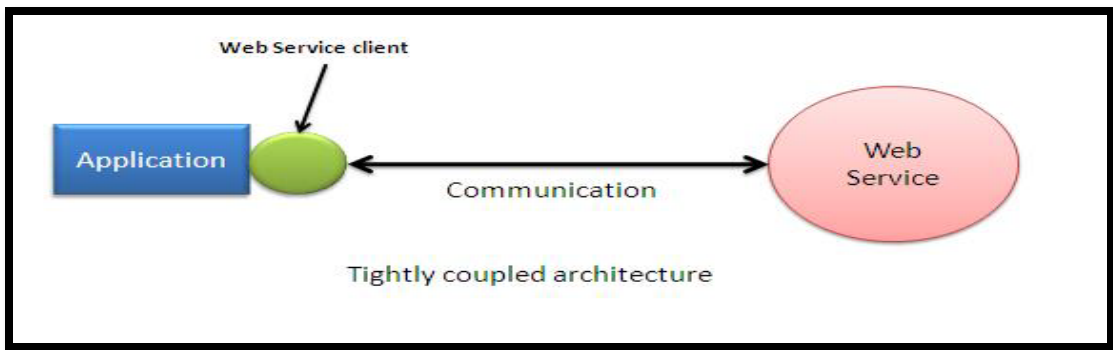 Web Service client
Application
Web
Service
Communication
Tightly coupled architecture